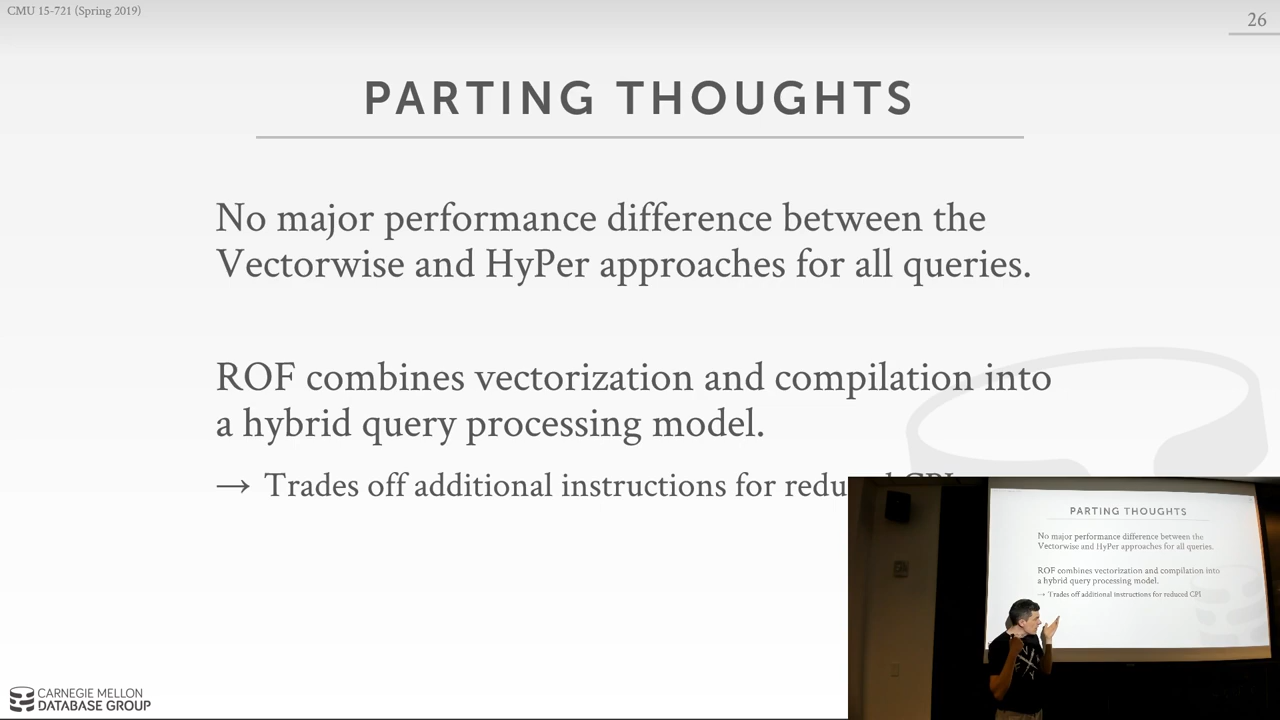 CMU 15-721 (Spring 2019)
26
PARTING THOUGHTS
No major performance difference between the
Vectorwise and HyPer approaches for all queries.
ROF combines vectorization and compilation into
a hybrid query processing model.
→ Trades off additional instructions for reduced CPI
PARTING THOUGHTS
No major performance difference between the
Vectorwise and HyPer approaches for all queries.
ROF combines vectorization and compilation into
a hybrid query processing model.
→ Trades off additional instructions for reduced CPI
CARNEGIE MELLON
DATABASE GROUP